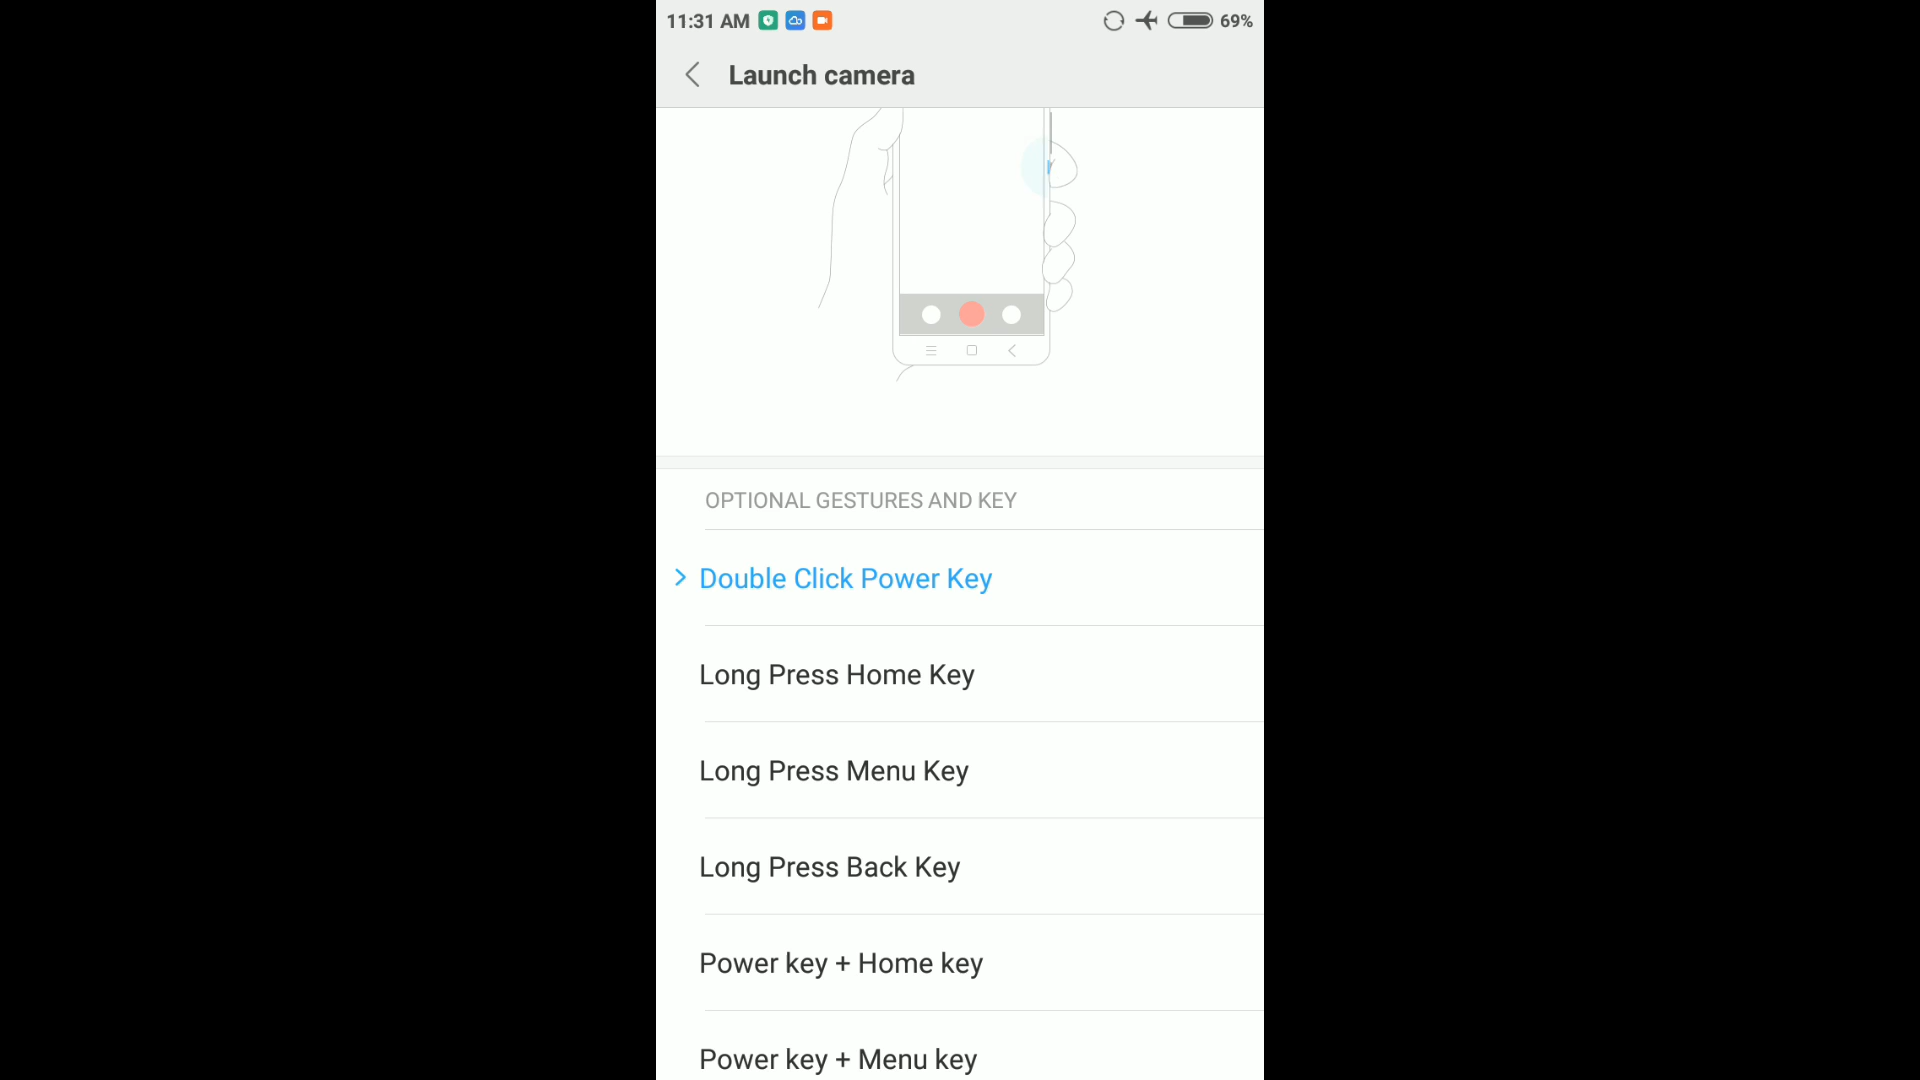 11:31 AM 69%
Launch camera
OPTIONAL GESTURES AND KEY
Double Click Power Key
Long Press Home Key
Long Press Menu Key
Long Press Back Key
Power key + Home key
Power key + Menu key